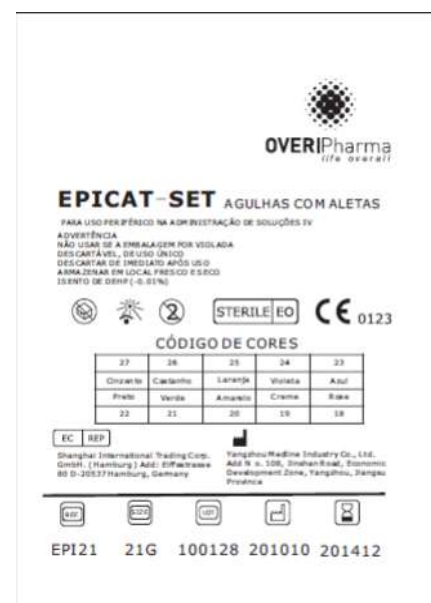 OVERIPharma
life overall
EPICAT-SET AGULHAS COM ALETAS
PARA USO PERIFÉRICO NA ADMINISTRAÇÃO DE SOLUÇÕES IV
ADVERTÊNCIA
NÃO USAR SE A EMBALAGEM FOR VIOLADA
DESCARTÁVEL, DE USO ÚNICO
DESCARTAR DE IMEDIATO APÓS USO
ARMAZENAR EM LOCAL FRESCO E SECO
ISENTO DE DEHP (-0.01%)
2 STERILE EO CE 0123
CÓDIGO DE CORES
27 26 25 24 23
Cinzento Castanho Laranja Violeta Azul
Preto Verde Amarelo Creme Rosa
22 21 20 19 18
EC REP
Shanghai International Trading Corp.
GmbH. (Hamburg) Add: Eiffestrasse
80 D-20537 Hamburg, Germany
Yangzhou Medline Industry Co., Ltd.
Add N o. 108, Jinshan Road, Economic
Development Zone, Yangzhou, Jiangsu
Province
REF SIZE LOT
EPI21 21G 100128 201010 201412